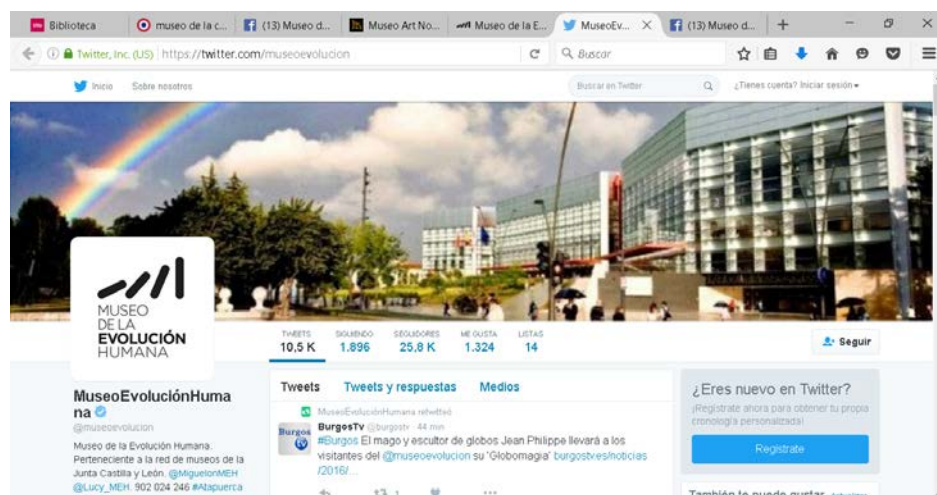 Biblioteca
museo de la c...
(13) Museo d...
Museo Art No...
Museo de la E...
MuseoEv...
(13) Museo d...
Twitter, Inc. (US)
https://twitter.com/museoevolucion
Buscar
Inicio
Sobre nosotros
Buscar en Twitter
¿Tienes cuenta? Iniciar sesión
MUSEO
DE LA
EVOLUCIÓN
HUMANA
TWEETS
SIGUIENDO
SEGUIDORES
ME GUSTA
LISTAS
10,5 K
1.896
25,8 K
1.324
14
Seguir
MuseoEvoluciónHuma
na
@museoevolucion
Museo de la Evolución Humana.
Perteneciente a la red de museos de la
Junta Castilla y León. @MiguelonMEH
@Lucy_MEH. 902 024 246 #Atapuerca
Tweets
Tweets y respuestas
Medios
MuseoEvoluciónHumana retwitteó
Burgos
tv
BurgosTv @burgostv · 44 min
#Burgos El mago y escultor de globos Jean Philippe llevará a los
visitantes del @museoevolucion su 'Globomagia' burgostv.es/noticias
/2016/...
1
¿Eres nuevo en Twitter?
¡Regístrate ahora para obtener tu propia
cronología personalizada!
Regístrate
También te puede gustar